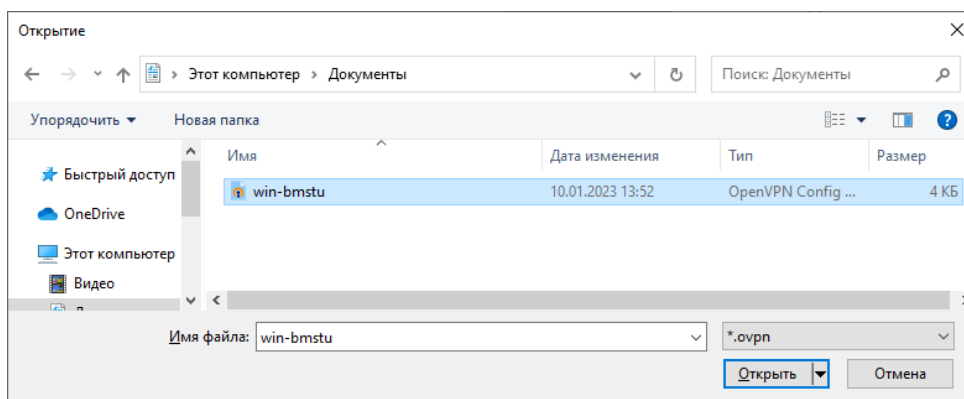 Открытие
Этот компьютер > Документы
Поиск: Документы
Упорядочить
Новая папка
Имя
Дата изменения
Тип
Размер
Быстрый доступ
OneDrive
Этот компьютер
Видео
win-bmstu
10.01.2023 13:52
OpenVPN Config ...
4 КБ
Имя файла:
win-bmstu
*.ovpn
Открыть
Отмена